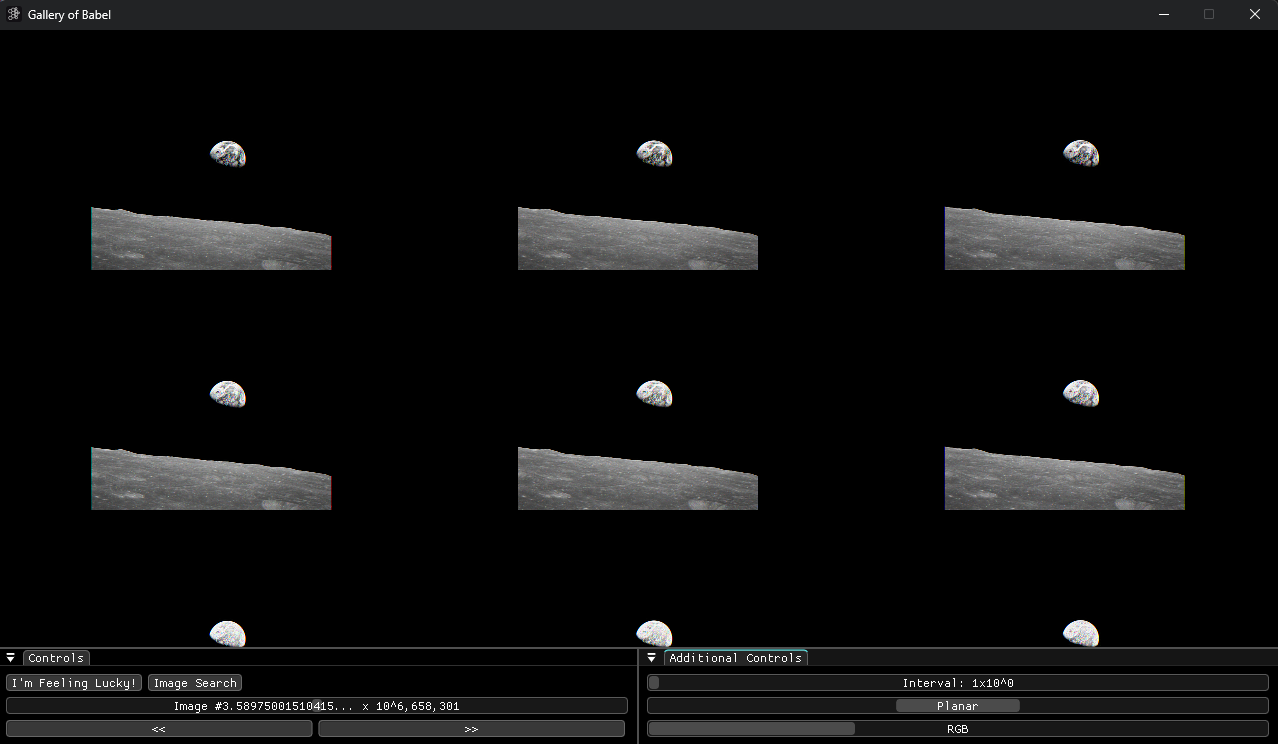 Gallery of Babel
Controls
I'm Feeling Lucky!
Image Search
Image #3.58975001510415... x 10^6,658,301
<<
>>
Additional Controls
Interval: 1x10^0
Planar
RGB